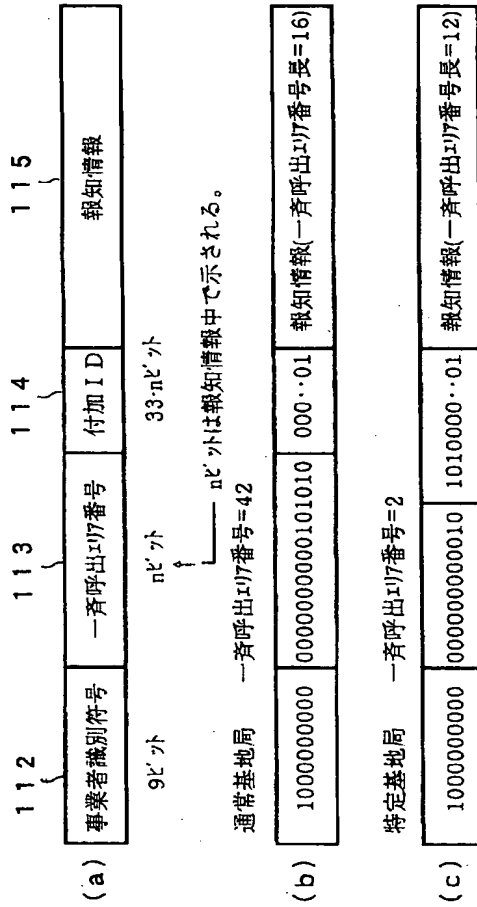 112 113 114 115
(a) 事業者識別符号 一斉呼出エリア番号 付加ID 報知情報
9ビット nビット 33-nビット
nビットは報知情報中で示される。
通常基地局 一斉呼出エリア番号=42
(b) 1000000000 0000000000101010 000··01 報知情報(一斉呼出エリア番号長=16)
特定基地局 一斉呼出エリア番号=2
(c) 1000000000 000000000010 1010000··01 報知情報(一斉呼出エリア番号長=12)